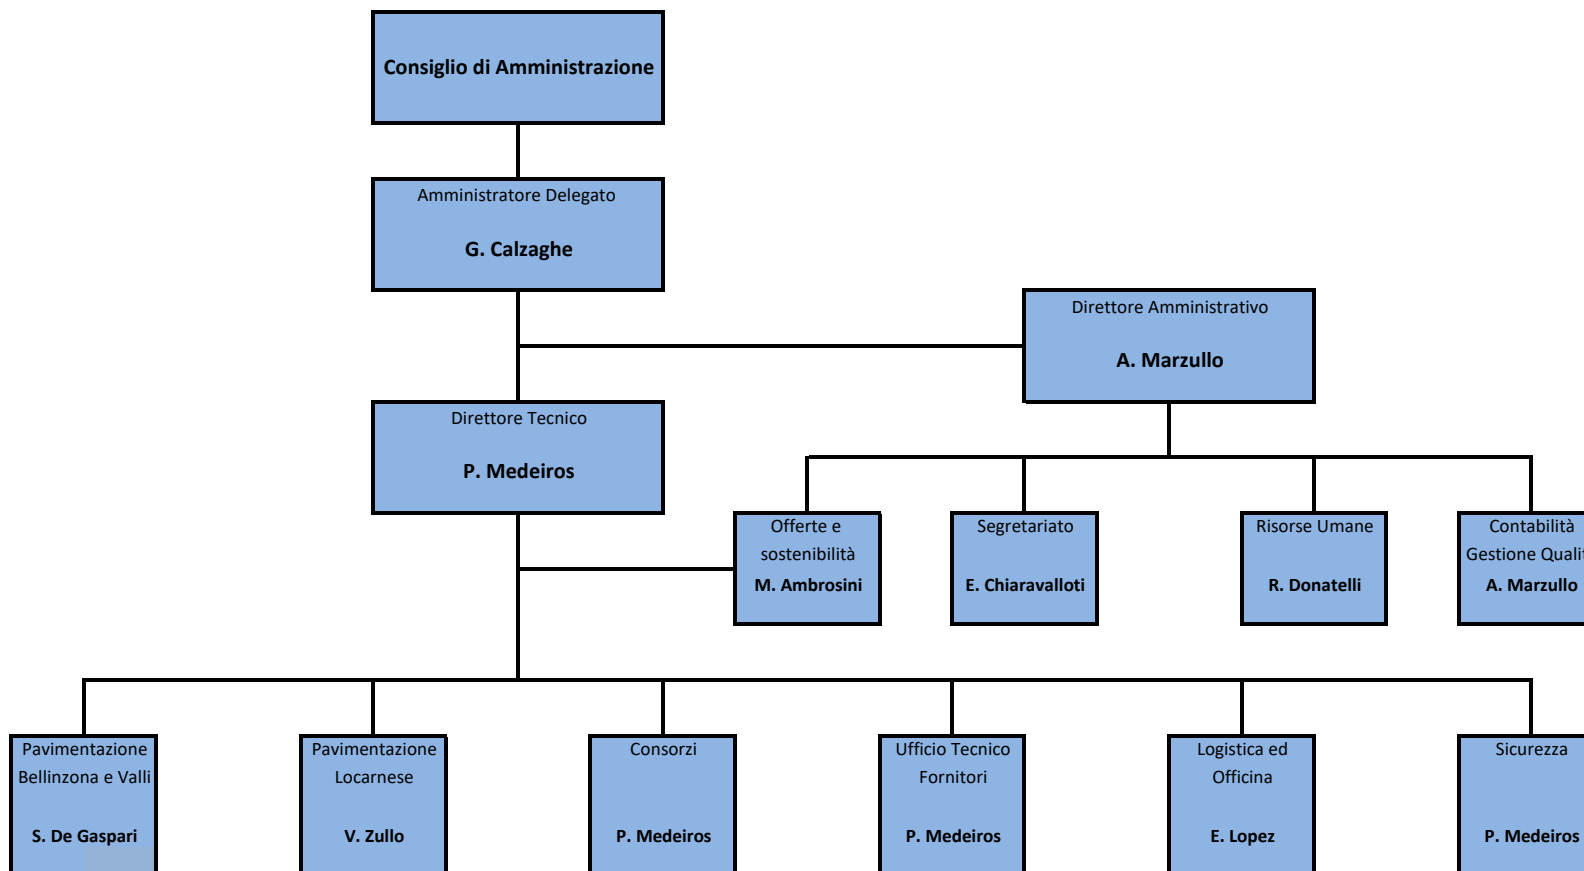 Consiglio di Amministrazione
Amministratore Delegato
G. Calzaghe
Direttore Amministrativo
A. Marzullo
Direttore Tecnico
P. Medeiros
Offerte e
sostenibilità
M. Ambrosini
Segretariato
E. Chiaravalloti
Risorse Umane
R. Donatelli
Contabilità
Gestione Qualit
A. Marzullo
Pavimentazione
Bellinzona e Valli
S. De Gaspari
Pavimentazione
Locarnese
V. Zullo
Consorzi
P. Medeiros
Ufficio Tecnico
Fornitori
P. Medeiros
Logistica ed
Officina
E. Lopez
Sicurezza
P. Medeiros